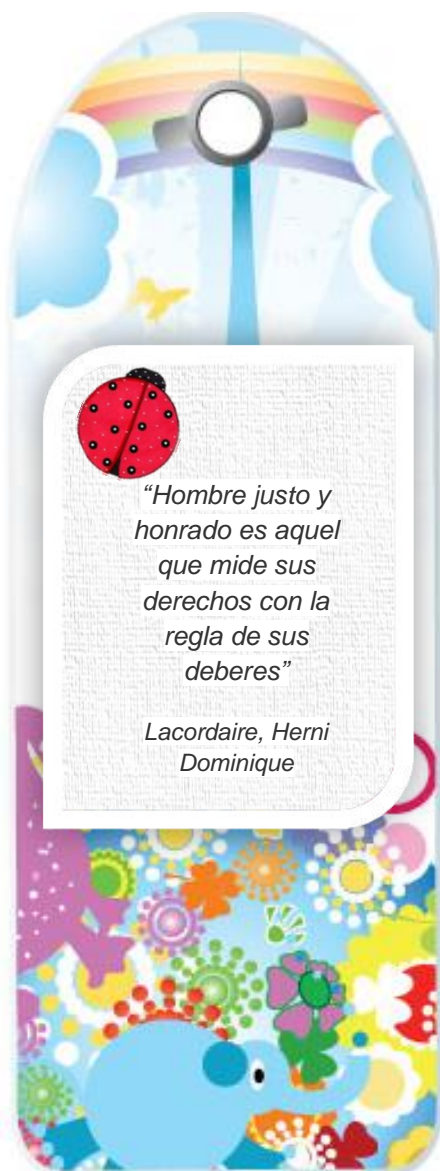 “Hombre justo y
honrado es aquel
que mide sus
derechos con la
regla de sus
deberes”
Lacordaire, Herni
Dominique